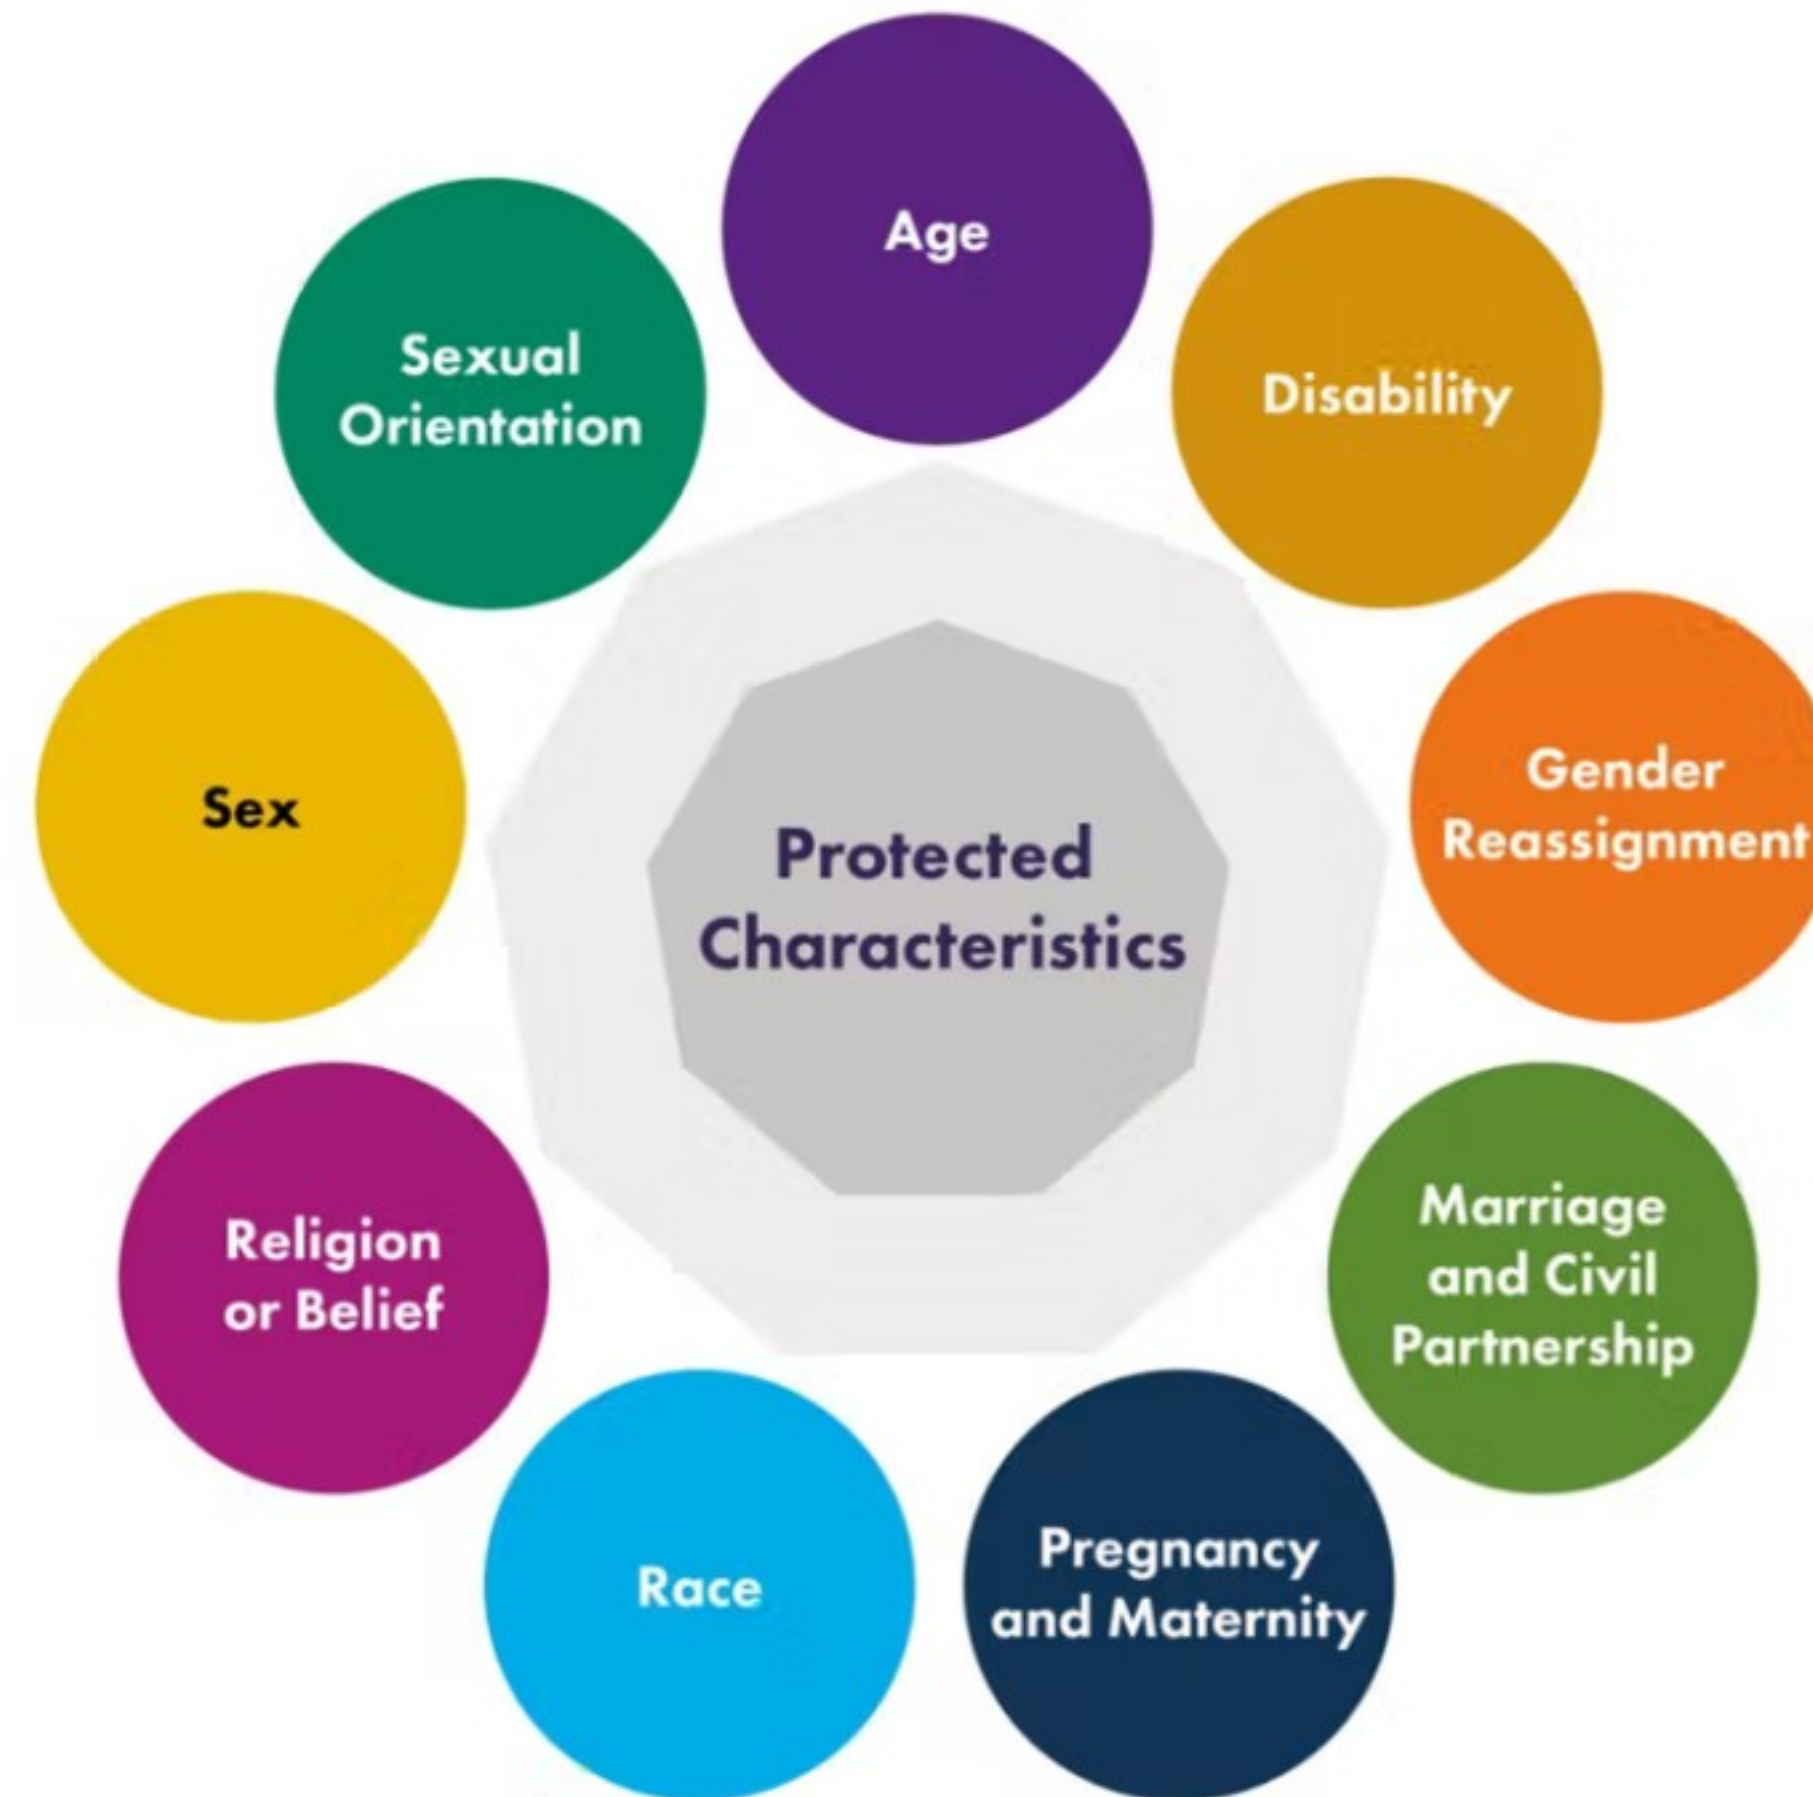 Age
Disability
Gender
Reassignment
Marriage
and Civil
Partnership
Pregnancy
and Maternity
Race
Religion
or Belief
Sex
Sexual
Orientation
Protected
Characteristics